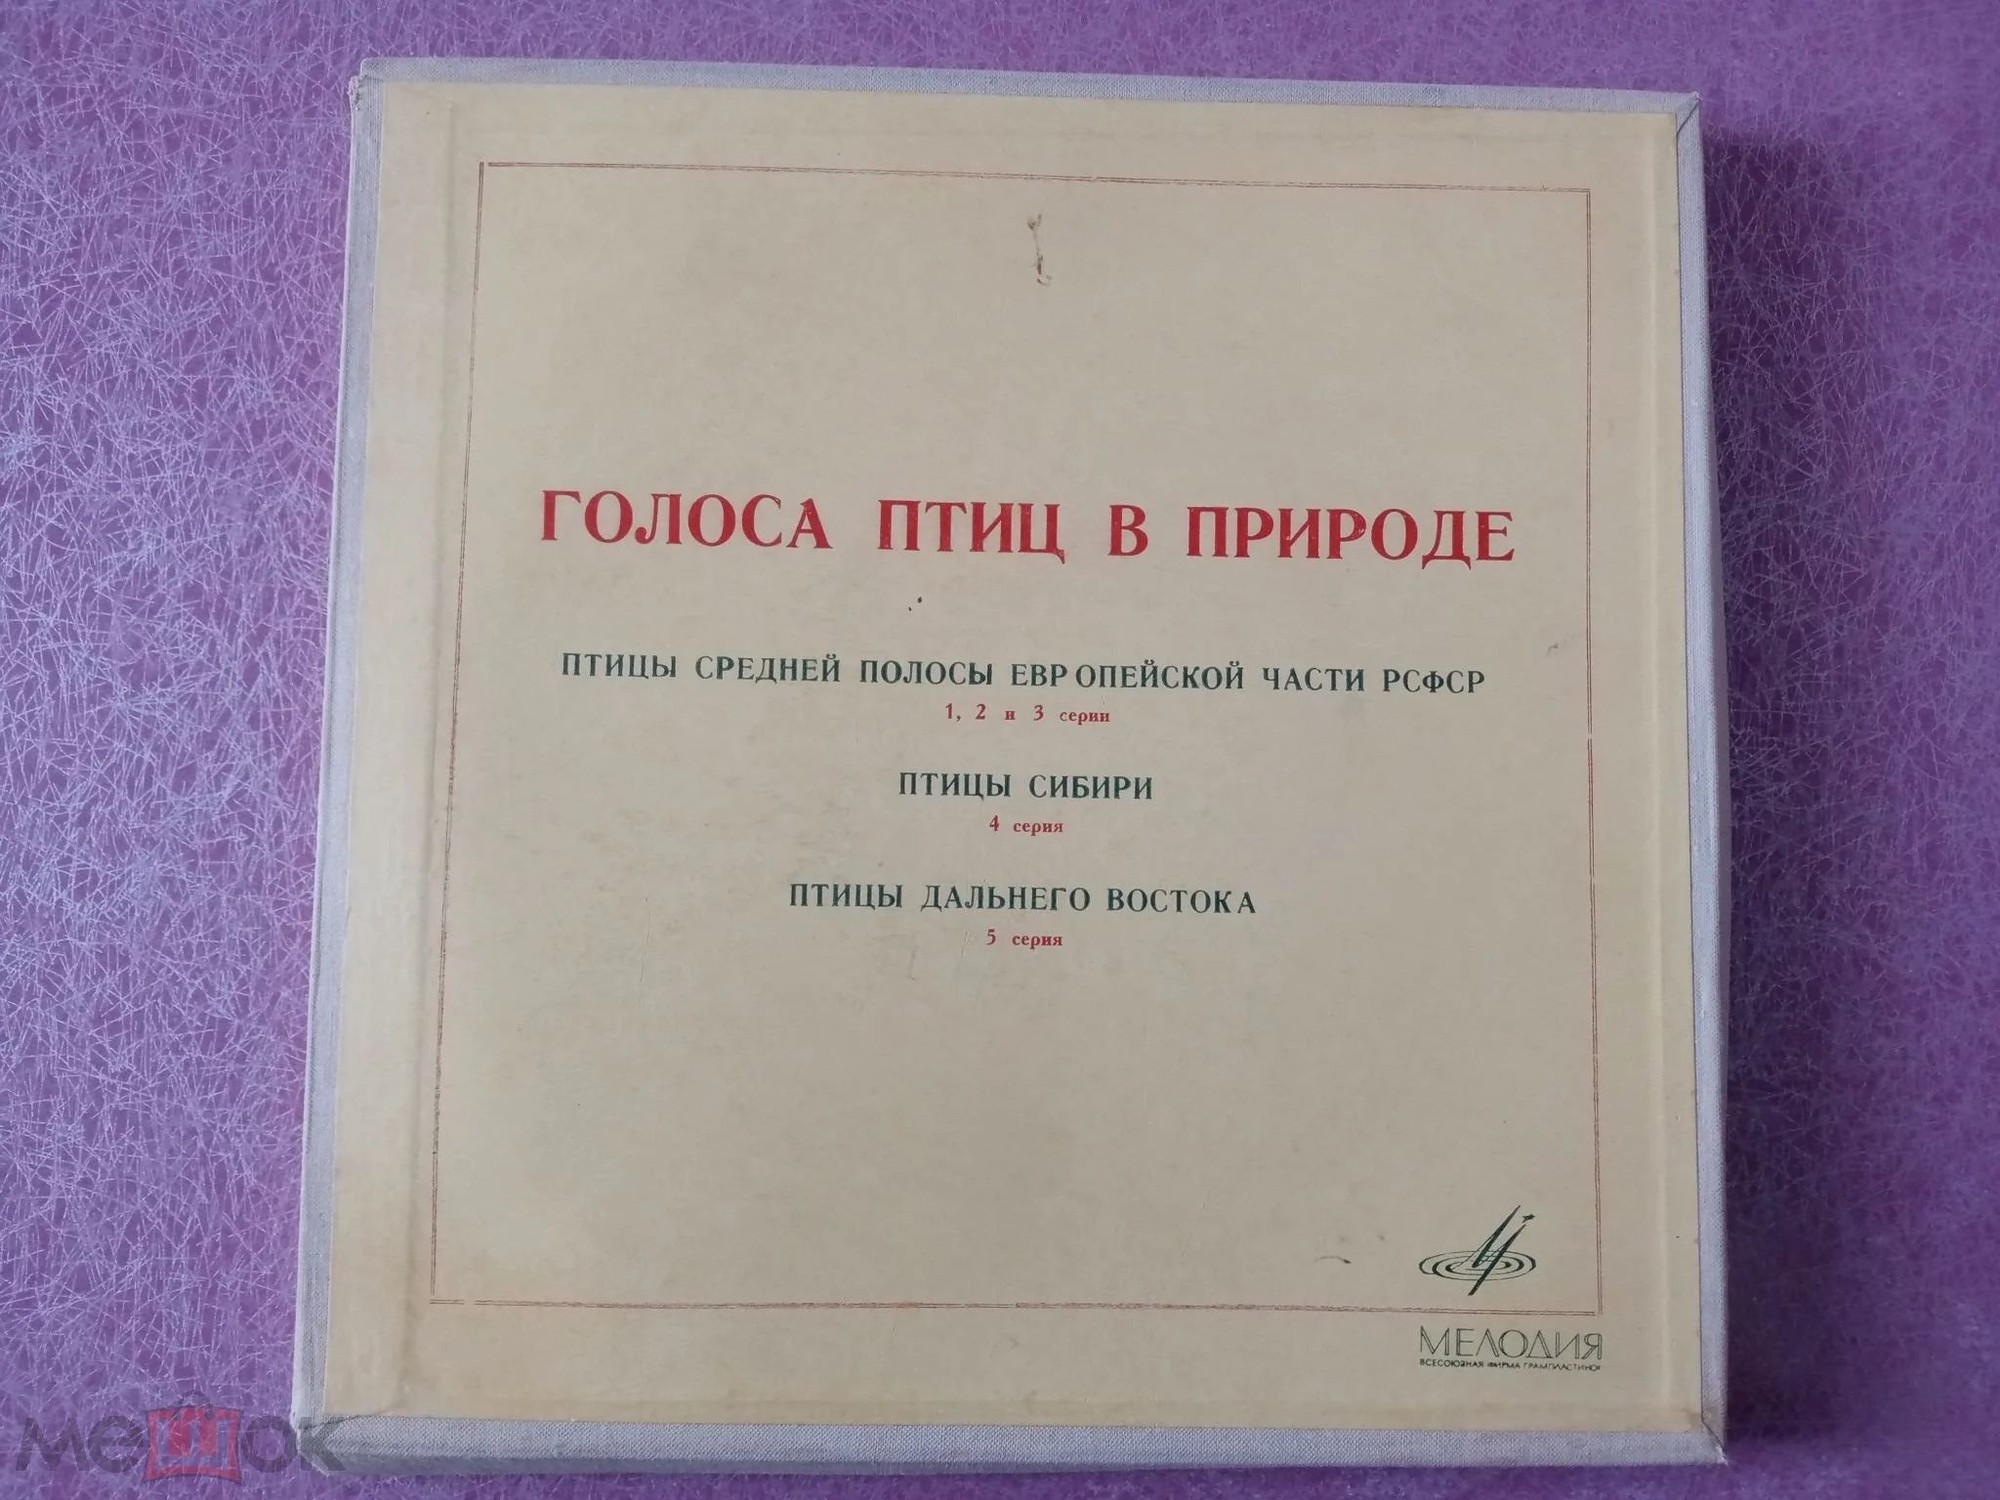 ГОЛОСА ПТИЦ В ПРИРОДЕ
ПТИЦЫ СРЕДНЕЙ ПОЛОСЫ ЕВРОПЕЙСКОЙ ЧАСТИ РСФСР
1, 2 и 3 серии
ПТИЦЫ СИБИРИ
4 серия
ПТИЦЫ ДАЛЬНЕГО ВОСТОКА
5 серия
МЕЛОДИЯ
ВСЕСОЮЗНАЯ ФИРМА ГРАМПЛАСТИНОК
мешок